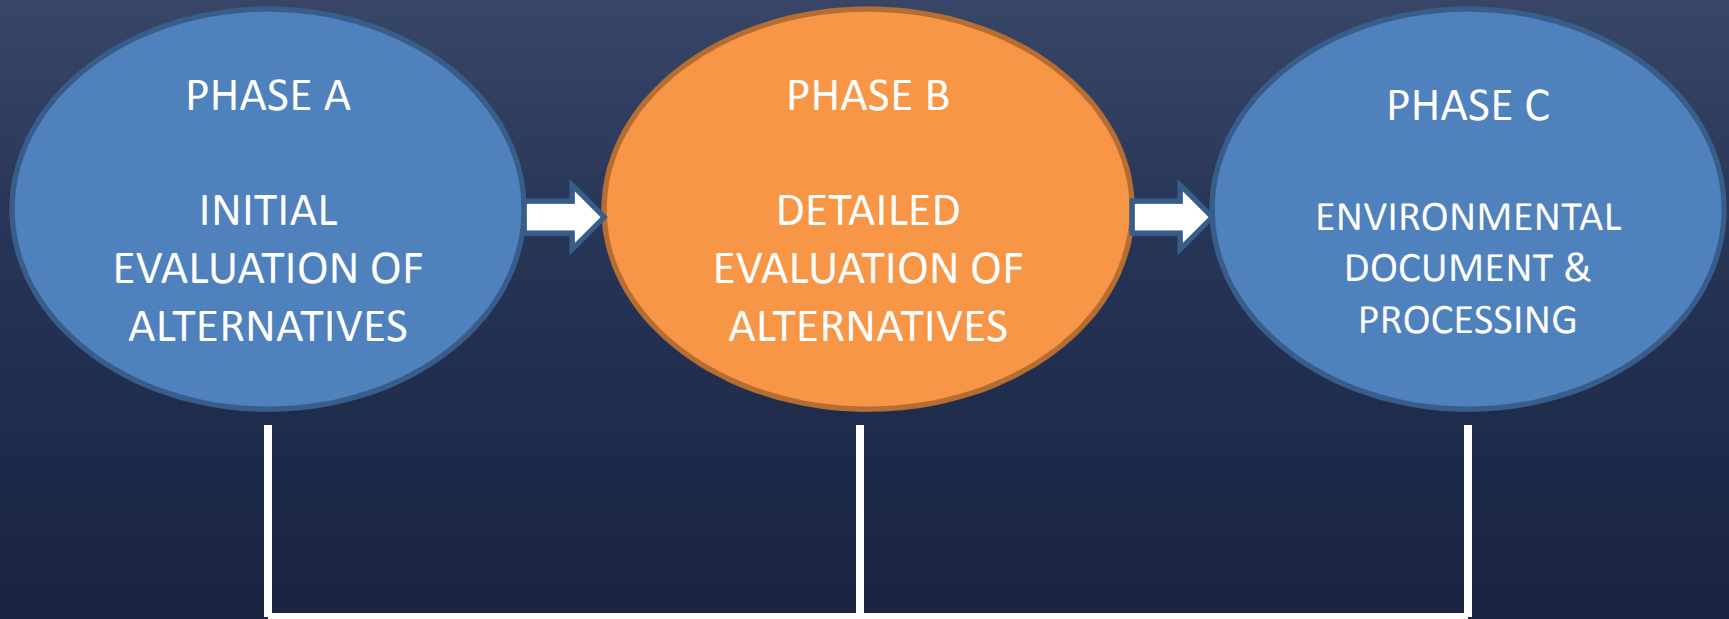 PHASE A
INITIAL
EVALUATION OF
ALTERNATIVES
PHASE B
DETAILED
EVALUATION OF
ALTERNATIVES
PHASE C
ENVIRONMENTAL
DOCUMENT &
PROCESSING